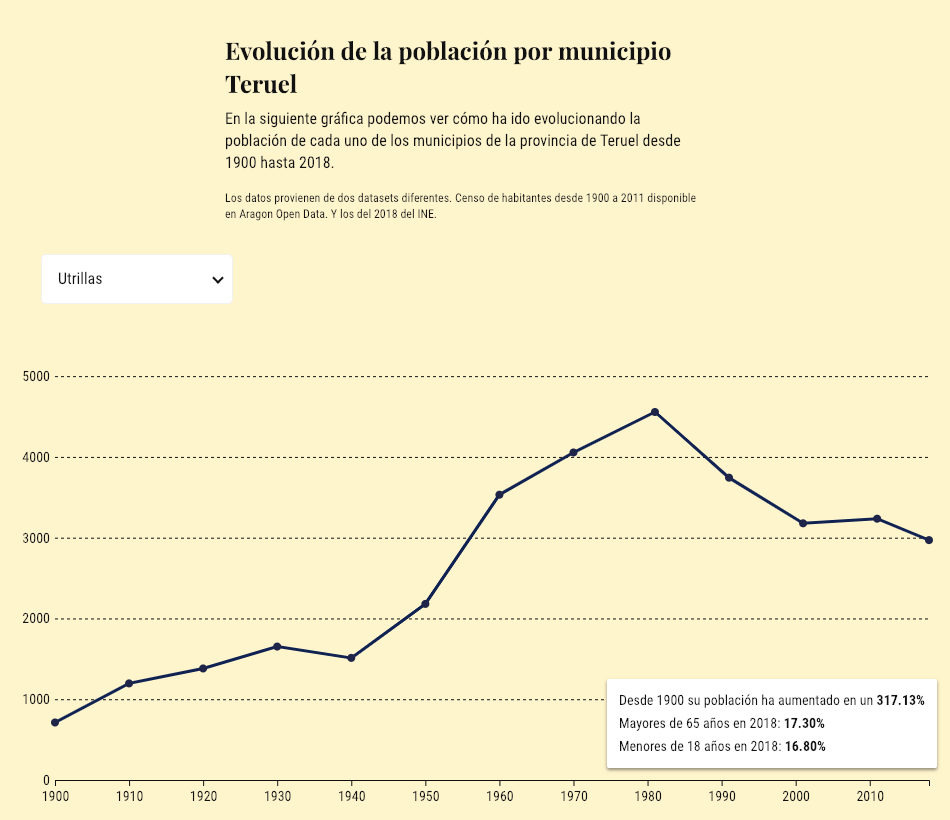 Evolución de la población por municipio
Teruel
En la siguiente gráfica podemos ver cómo ha ido evolucionando la
población de cada uno de los municipios de la provincia de Teruel desde
1900 hasta 2018.
Los datos provienen de dos datasets diferentes. Censo de habitantes desde 1900 a 2011 disponible
en Aragon Open Data. Y los del 2018 del INE.
Utrillas
5000
4000
3000
2000
1000
0
Desde 1900 su población ha aumentado en un 317.13%
Mayores de 65 años en 2018: 17.30%
Menores de 18 años en 2018: 16.80%
1900 1910 1920 1930 1940 1950 1960 1970 1980 1990 2000 2010